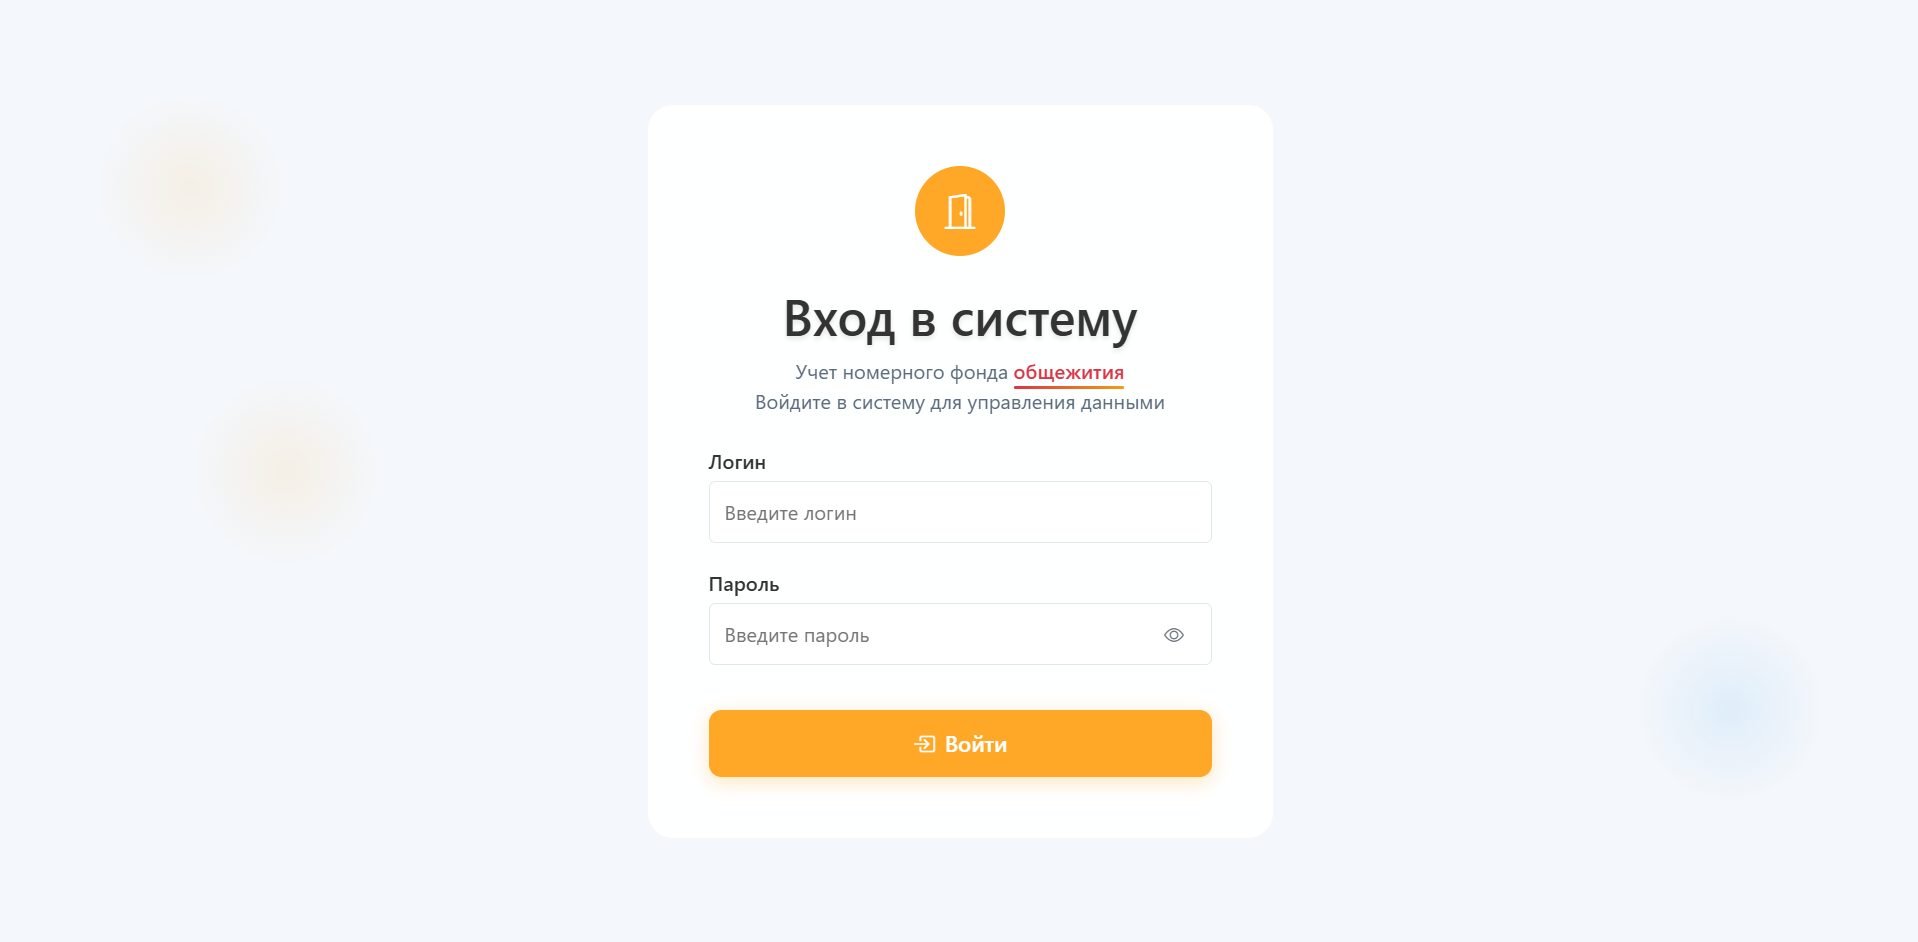 Вход в систему
Учет номерного фонда общежития
Войдите в систему для управления данными
Логин
Введите логин
Пароль
Введите пароль
Войти